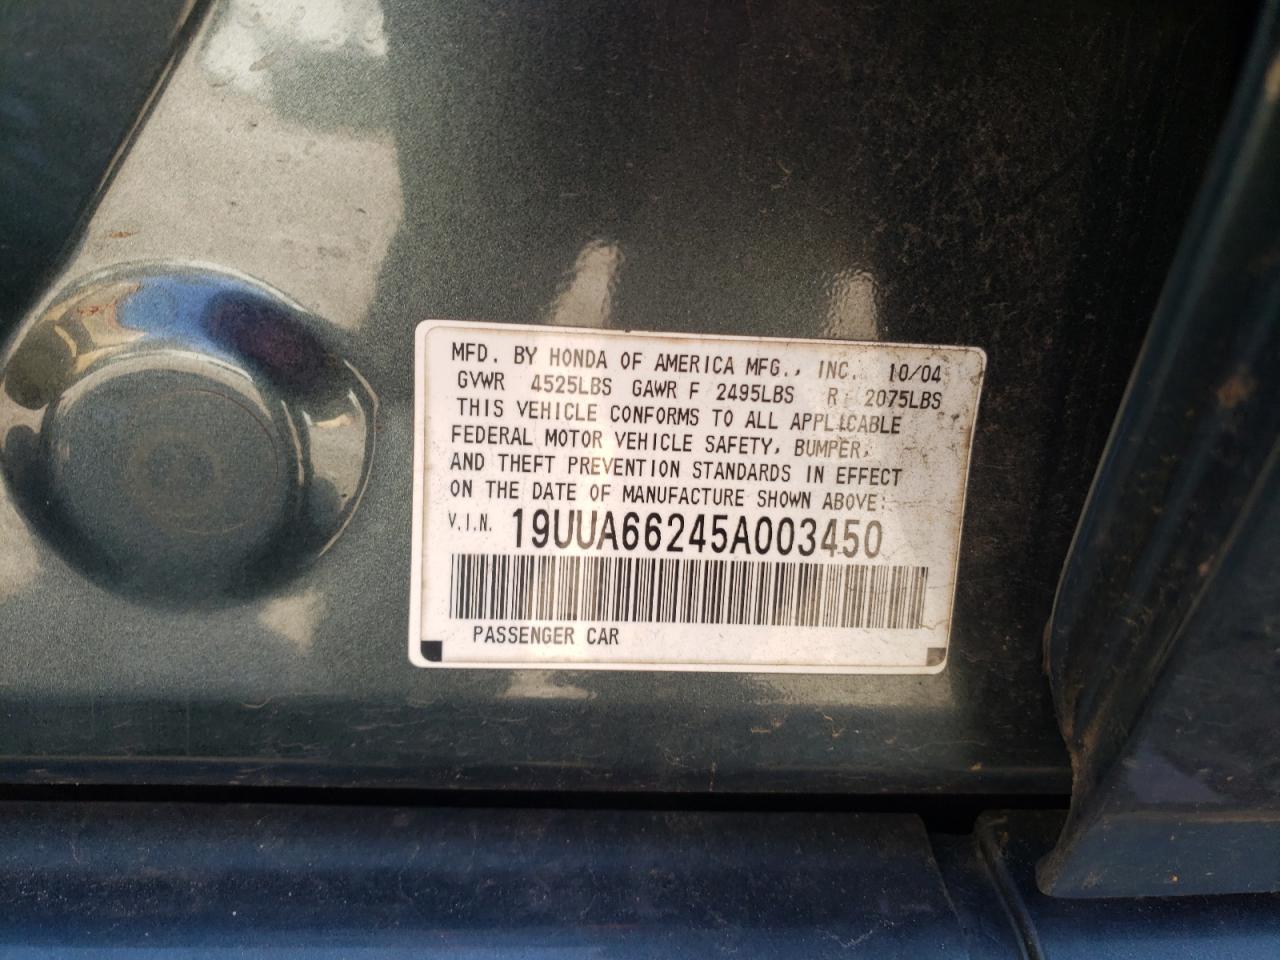 MFD. BY HONDA OF AMERICA MFG., INC. 10/04
GVWR 4525LBS GAWR F 2495LBS R 2075LBS
THIS VEHICLE CONFORMS TO ALL APPLICABLE
FEDERAL MOTOR VEHICLE SAFETY, BUMPER,
AND THEFT PREVENTION STANDARDS IN EFFECT
ON THE DATE OF MANUFACTURE SHOWN ABOVE:
V.I.N. 19UUA66245A003450
PASSENGER CAR